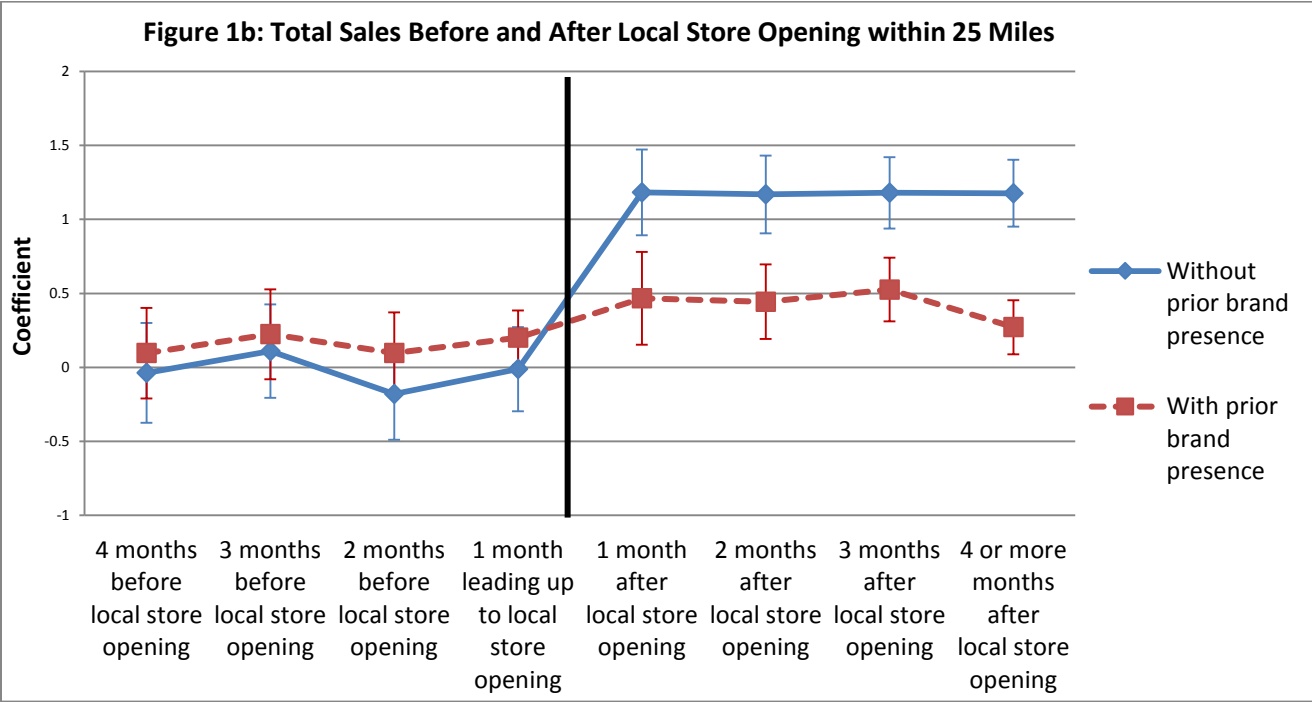 Figure 1b: Total Sales Before and After Local Store Opening within 25 Miles
2
1.5
1
0.5
0
-0.5
-1
Coefficient
4 months
before
local store
opening
3 months
before
local store
opening
2 months
before
local store
opening
1 month
leading up
to local
store
opening
1 month
after
local store
opening
2 months
after
local store
opening
3 months
after
local store
opening
4 or more
months
after
local store
opening
Without
prior brand
presence
With prior
brand
presence